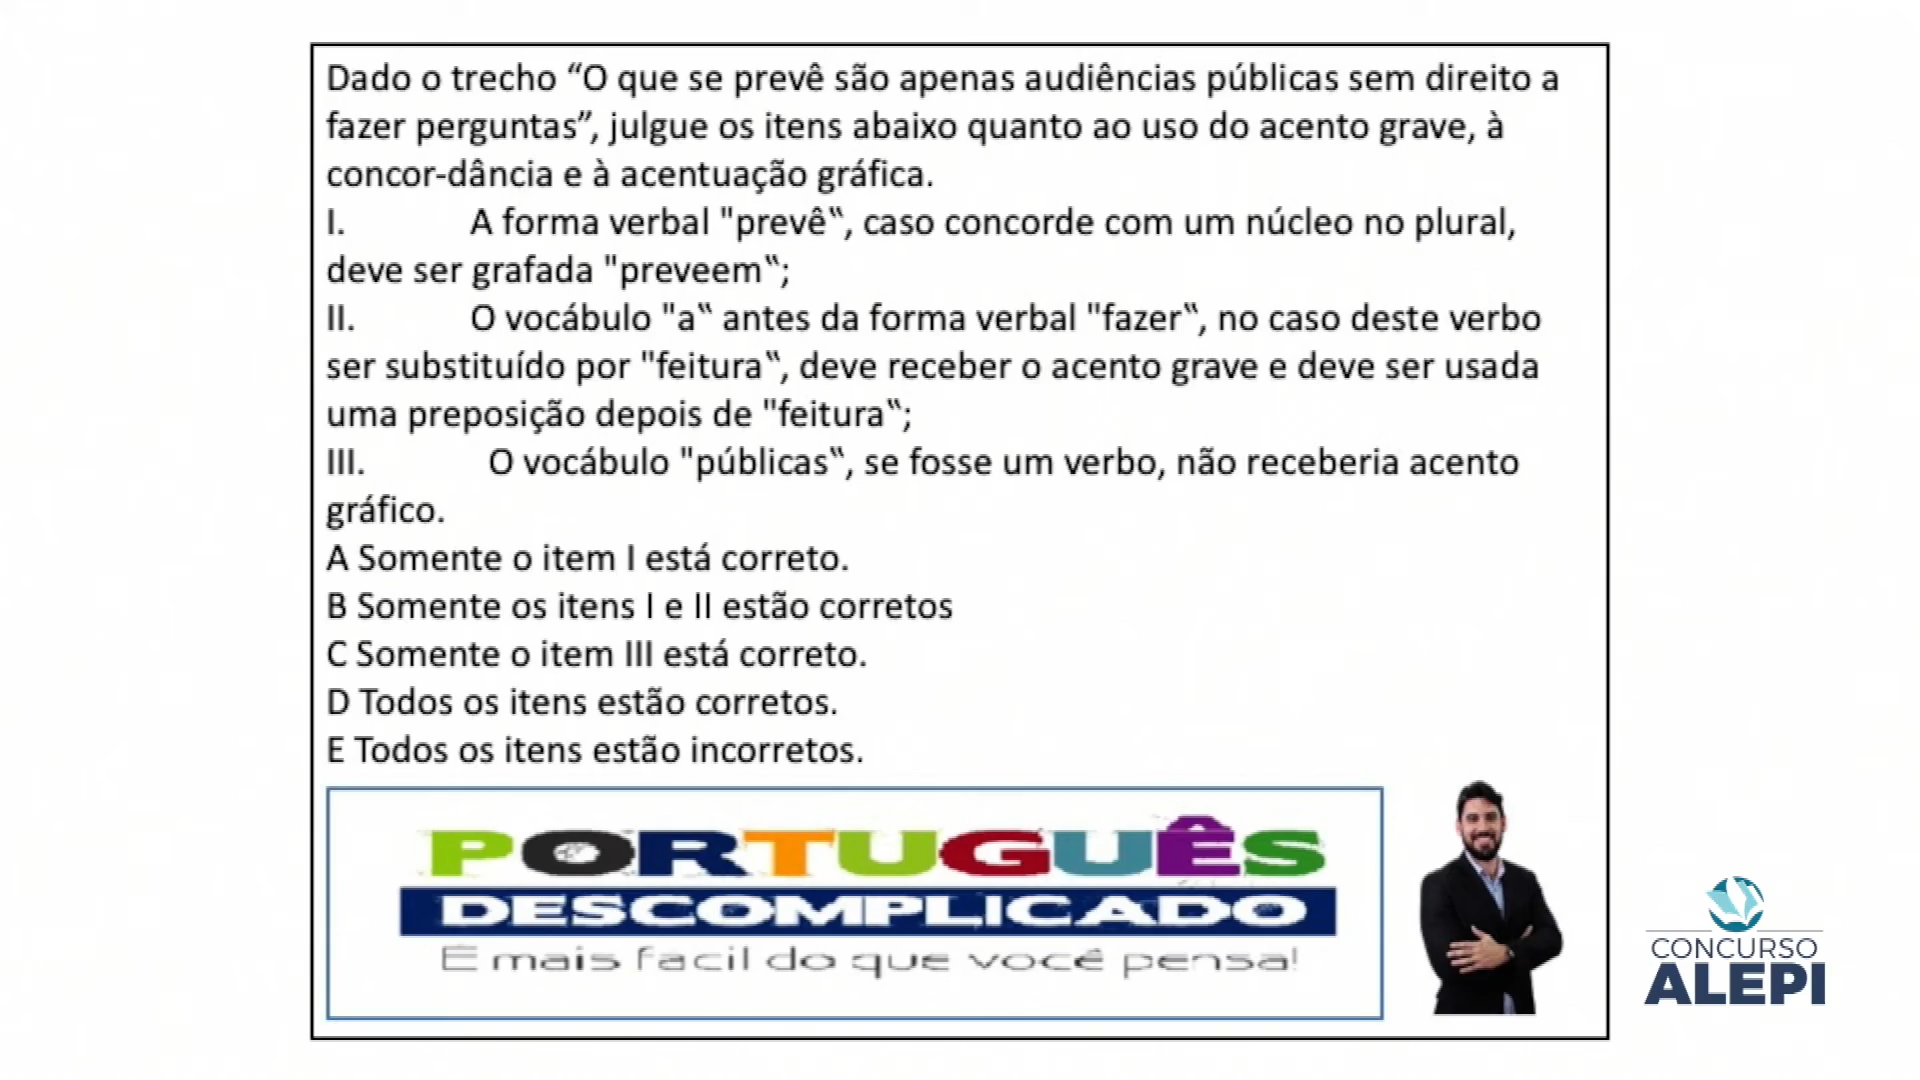 Dado o trecho “O que se prevê são apenas audiências públicas sem direito a
fazer perguntas”, julgue os itens abaixo quanto ao uso do acento grave, à
concor-dância e à acentuação gráfica.
I. A forma verbal "prevê�‶, caso concorde com um núcleo no plural,
deve ser grafada "preveem‶;
II. O vocábulo "a‶ antes da forma verbal "fazer‶, no caso deste verbo
ser substituído por "feitura‶, deve receber o acento grave e deve ser usada
uma preposição depois de "feitura‶;
III. O vocábulo "públicas‶, se fosse um verbo, não receberia acento
gráfico.
A Somente o item I está correto.
B Somente os itens I e II estão corretos
C Somente o item III está correto.
D Todos os itens estão corretos.
E Todos os itens estão incorretos.
PORTUGUÊS
DESCOMPLICADO
É mais facil do que você pensa!
CONCURSO
ALEPI